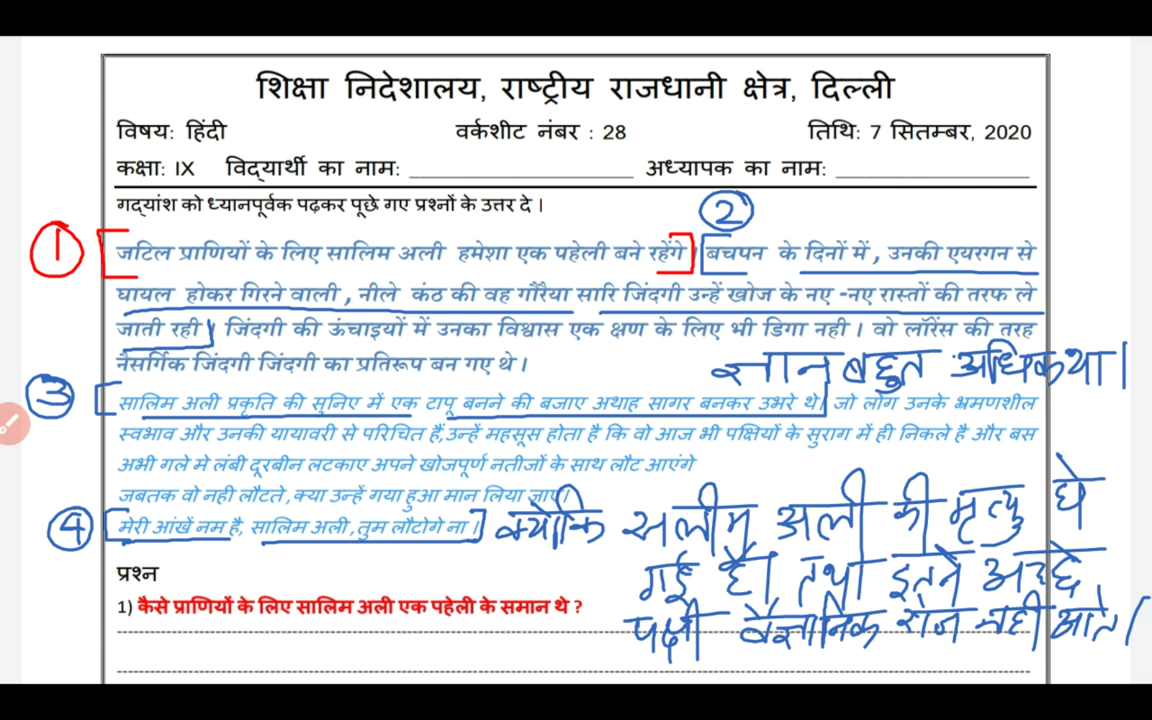 शिक्षा निदेशालय, राष्ट्रीय राजधानी क्षेत्र, दिल्ली
विषय: हिंदी वर्कशीट नंबर : 28 तिथि: 7 सितम्बर, 2020
कक्षा: IX विद्यार्थी का नाम: ____________ अध्यापक का नाम: ____________
गद्यांश को ध्यानपूर्वक पढ़कर पूछे गए प्रश्नों के उत्तर दे ।
2
1 जटिल प्राणियों के लिए सालिम अली हमेशा एक पहेली बने रहेंगे । बचपन के दिनों में , उनकी एयरगन से
घायल होकर गिरने वाली , नीले कंठ की वह गौरैया सारि जिंदगी उन्हें खोज के नए -नए रास्तों की तरफ ले
जाती रही । जिंदगी की ऊंचाइयों में उनका विश्वास एक क्षण के लिए भी डिगा नही । वो लॉरेंस की तरह
नैसर्गिक जिंदगी जिंदगी का प्रतिरूप बन गए थे ।
ज्ञान बहुत अधिक था।
3 सालिम अली प्रकृति की सुनिए में एक टापू बनने की बजाए अथाह सागर बनकर उभरे थे। जो लोग उनके भ्रमणशील
स्वभाव और उनकी यायावरी से परिचित हैं,उन्हें महसूस होता है कि वो आज भी पक्षियों के सुराग में ही निकले है और बस
अभी गले मे लंबी दूरबीन लटकाए अपने खोजपूर्ण नतीजों के साथ लौट आएंगे
जबतक वो नही लौटते ,क्या उन्हें गया हुआ मान लिया जाए।
4 मेरी आंखें नम है, सालिम अली ,तुम लौटोगे ना । क्योकि सलीम अली की मृत्यु
गई है। तथा इतने अच्छे
पक्षी वैज्ञानिक रोज नही आते।
प्रश्न
1) कैसे प्राणियों के लिए सालिम अली एक पहेली के समान थे ?